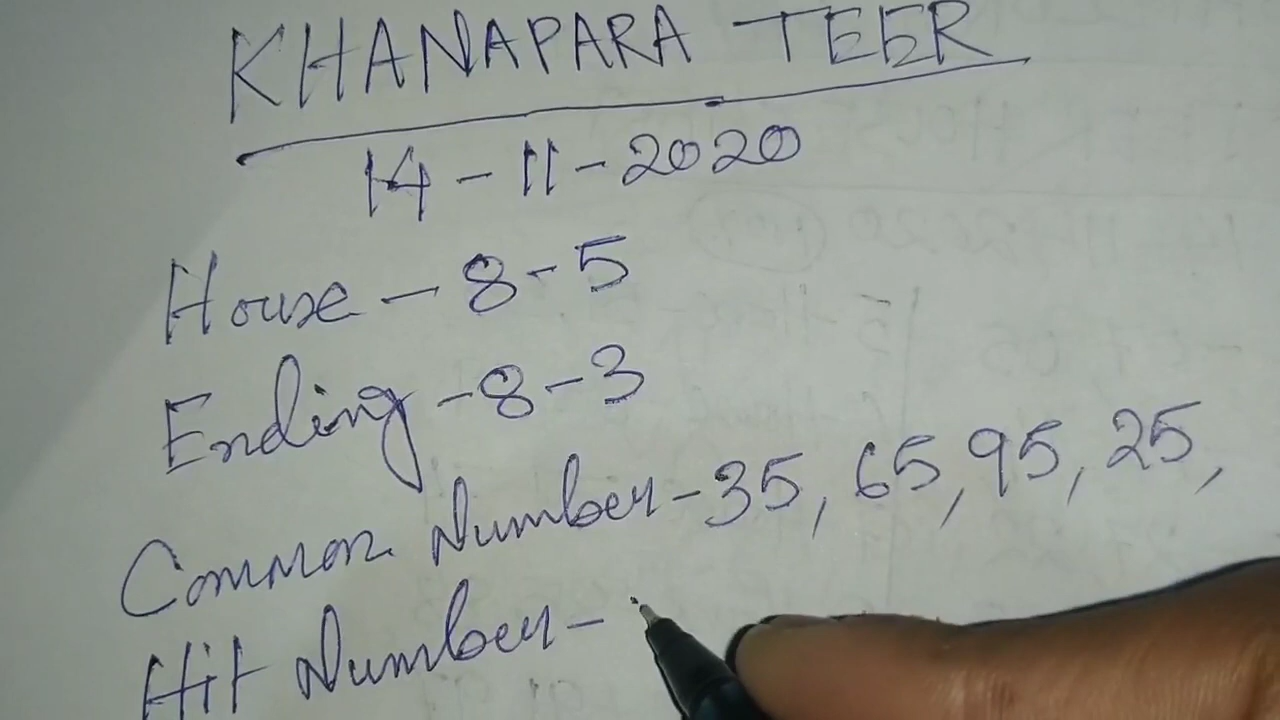 KHANAPARA TEER
14-11-2020
House - 8-5
Ending - 8-3
Common Number - 35, 65, 95, 25,
Hit Number -